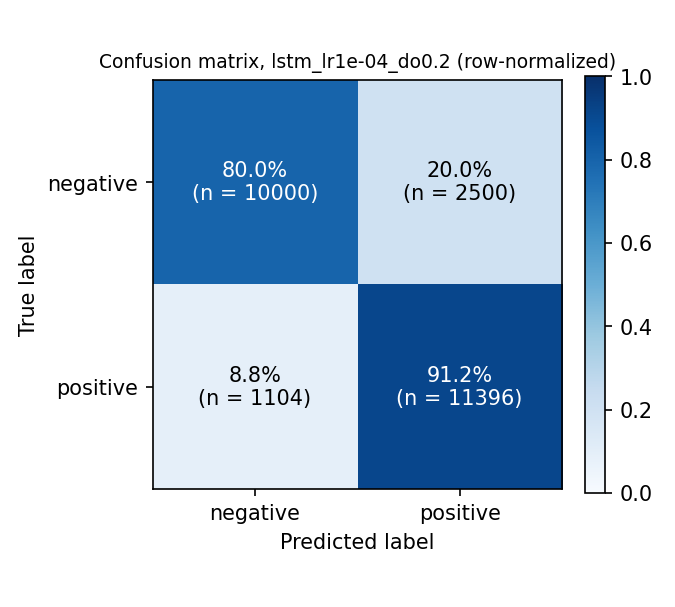 Confusion matrix, lstm_lr1e-04_do0.2 (row-normalized)
1.0
0.8
0.6
0.4
0.2
0.0
True label
negative
80.0%
(n = 10000)
20.0%
(n = 2500)
positive
8.8%
(n = 1104)
91.2%
(n = 11396)
negative
positive
Predicted label